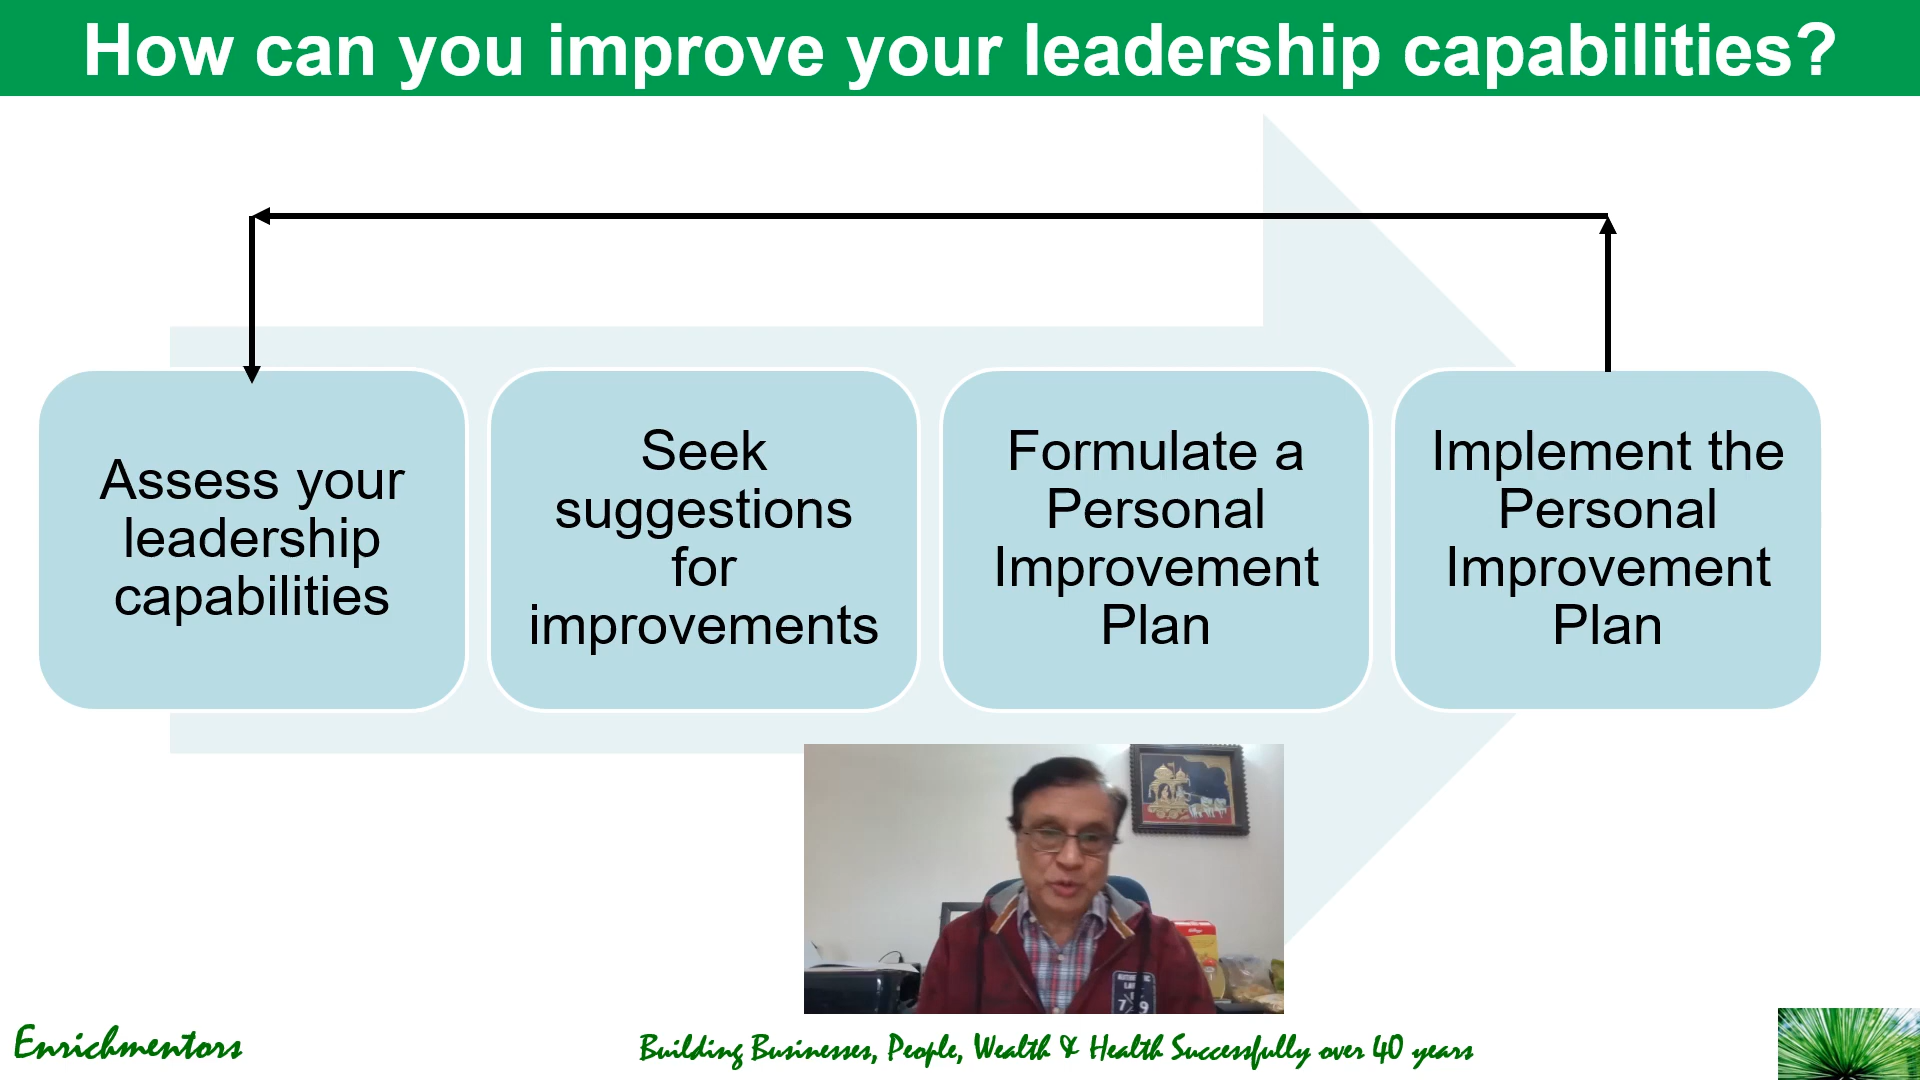 How can you improve your leadership capabilities?
Assess your
leadership
capabilities
Seek
suggestions
for
improvements
Formulate a
Personal
Improvement
Plan
Implement the
Personal
Improvement
Plan
Enrichmentors
Building Businesses, People, Wealth & Health Successfully over 40 years